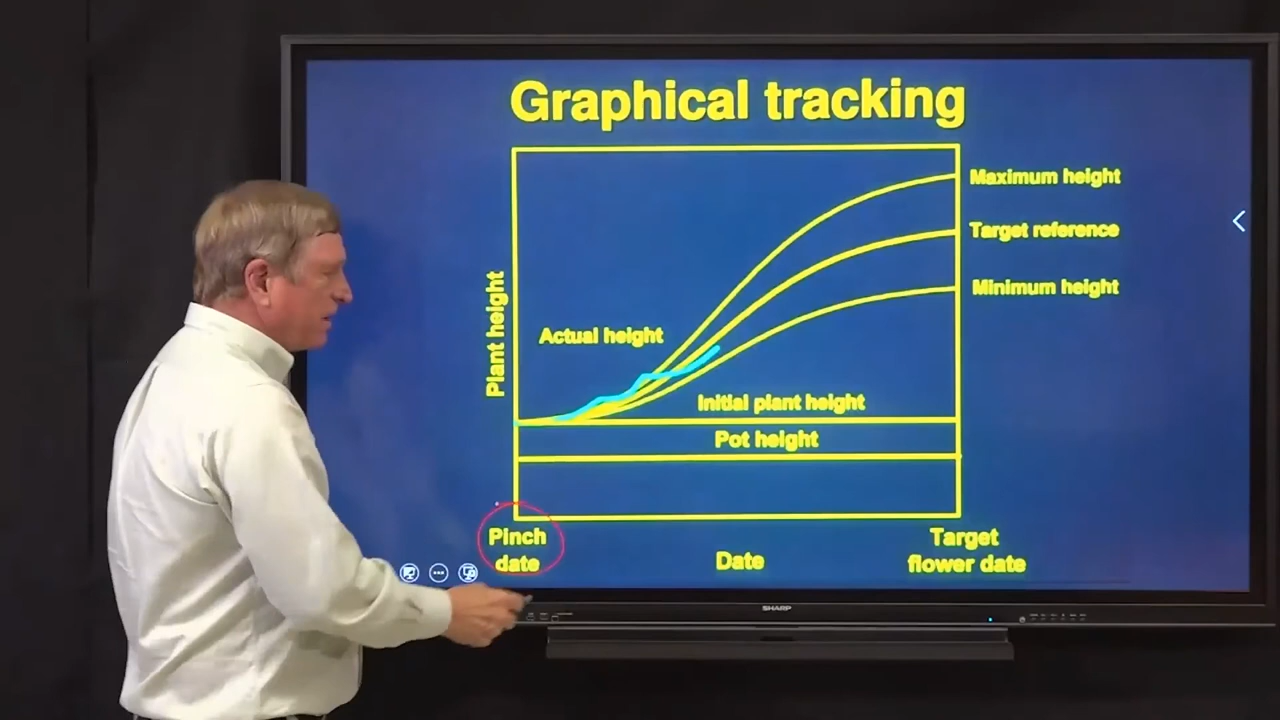 Graphical tracking
Maximum height
Target reference
Minimum height
Plant height
Actual height
Initial plant height
Pot height
Pinch
date
Date
Target
flower date
SHARP